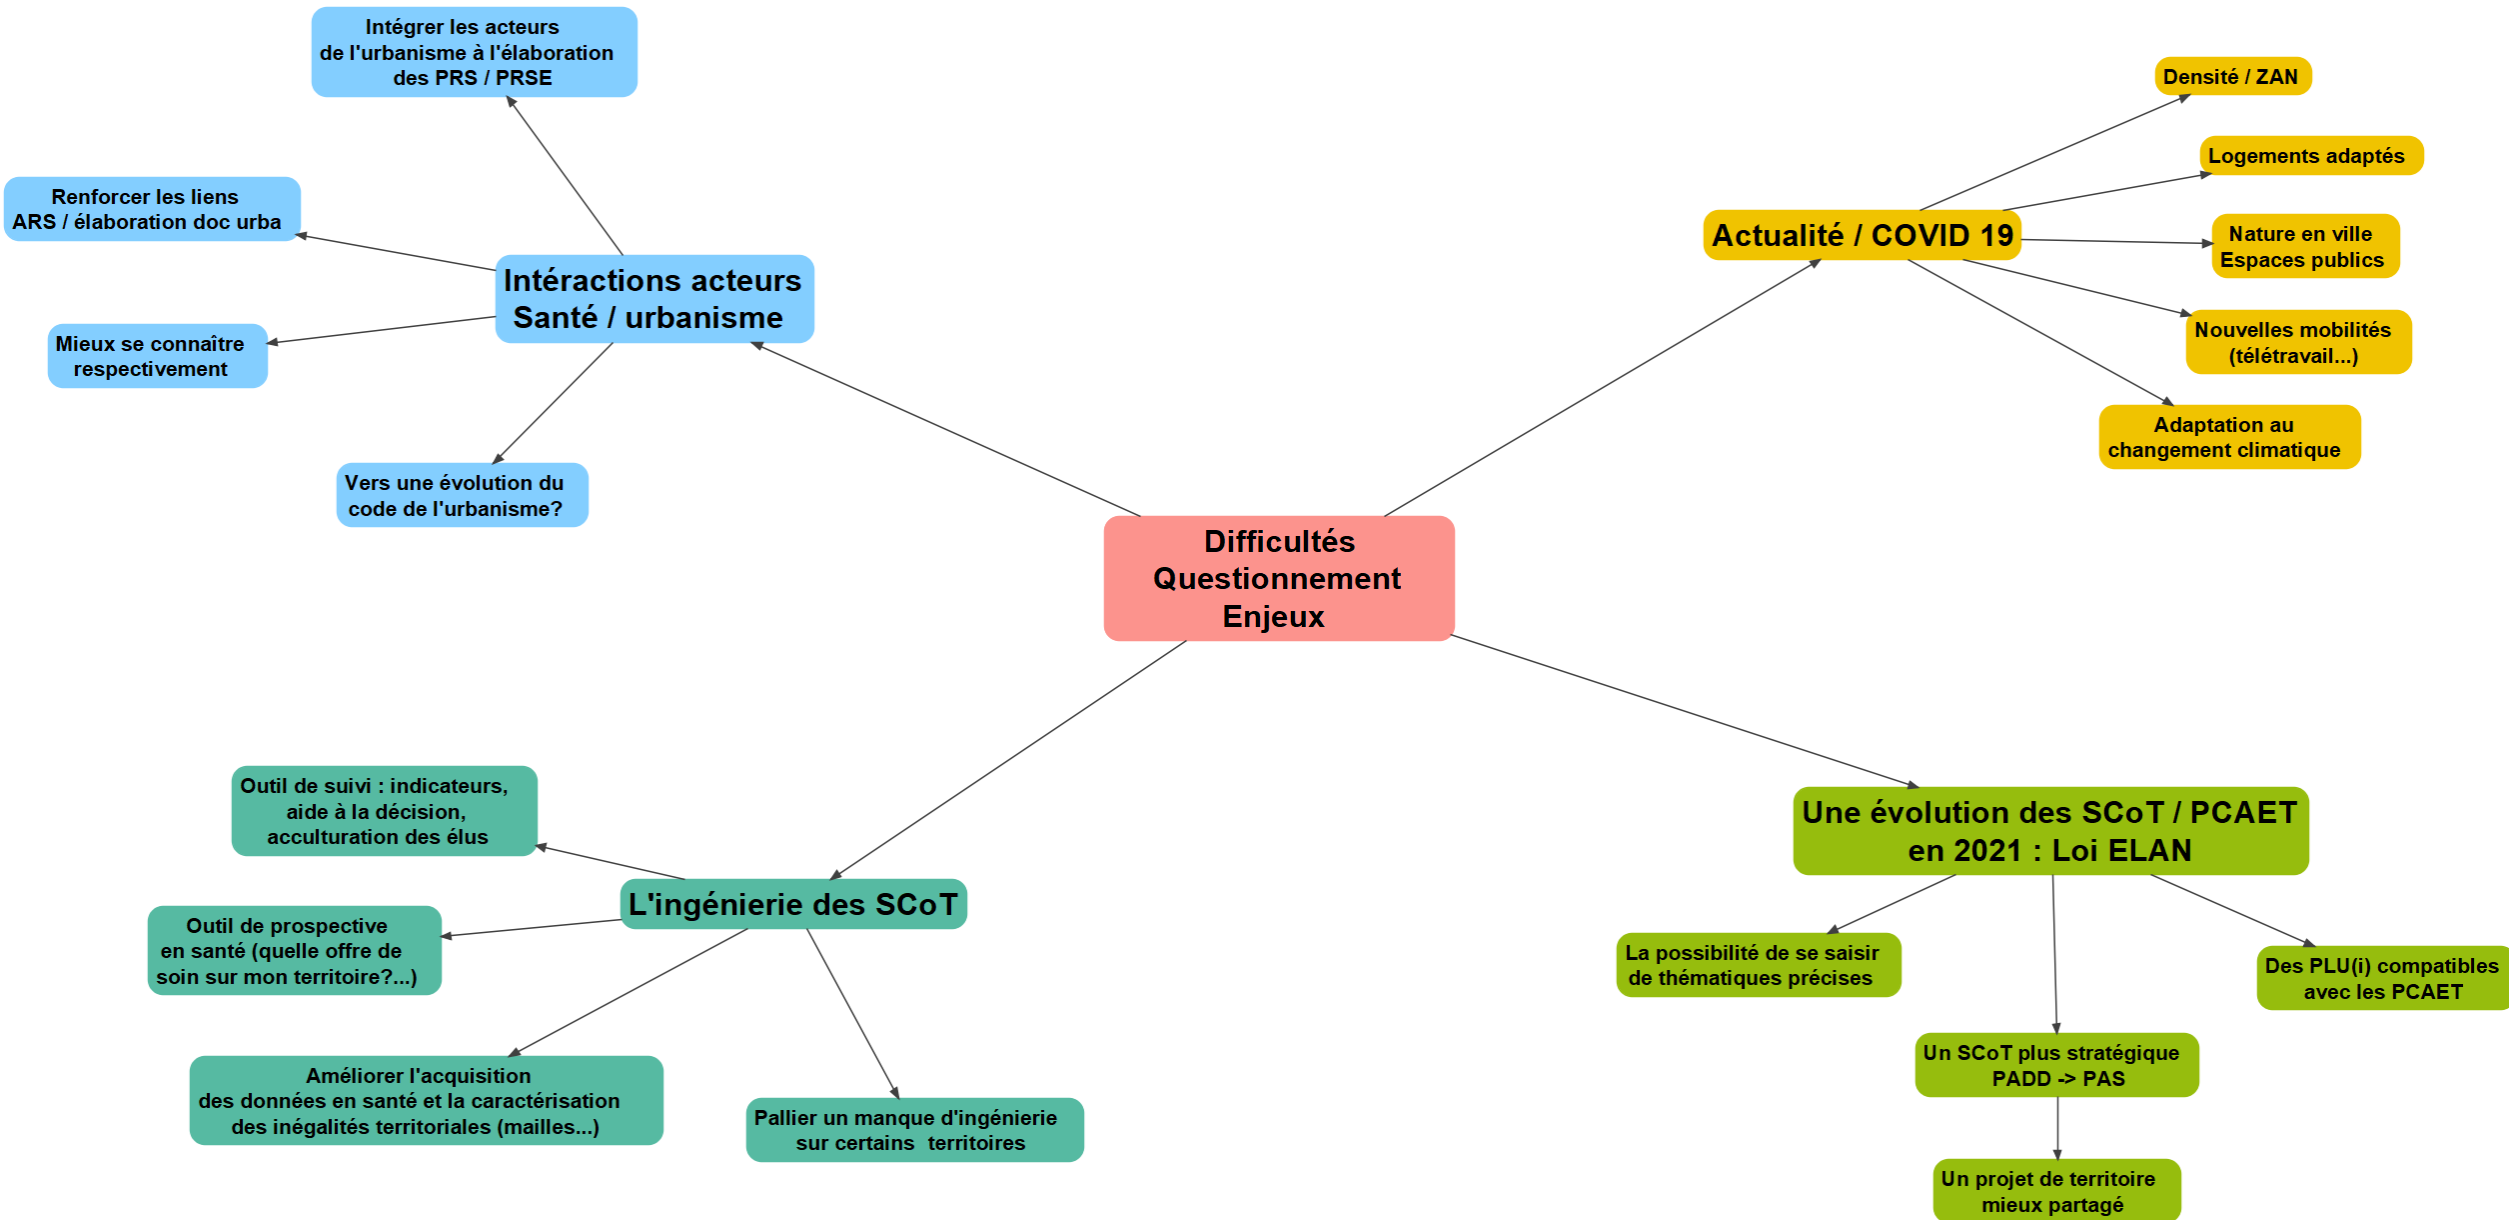 Intégrer les acteurs
de l'urbanisme à l'élaboration
des PRS / PRSE
Renforcer les liens
ARS / élaboration doc urba
Intéractions acteurs
Santé / urbanisme
Mieux se connaître
respectivement
Vers une évolution du
code de l'urbanisme?
Densité / ZAN
Logements adaptés
Actualité / COVID 19
Nature en ville
Espaces publics
Nouvelles mobilités
(télétravail...)
Adaptation au
changement climatique
Difficultés
Questionnement
Enjeux
Outil de suivi : indicateurs,
aide à la décision,
acculturation des élus
L'ingénierie des SCoT
Outil de prospective
en santé (quelle offre de
soin sur mon territoire?...)
Améliorer l'acquisition
des données en santé et la caractérisation
des inégalités territoriales (mailles...)
Pallier un manque d'ingénierie
sur certains  territoires
Une évolution des SCoT / PCAET
en 2021 : Loi ELAN
La possibilité de se saisir
de thématiques précises
Des PLU(i) compatibles
avec les PCAET
Un SCoT plus stratégique
PADD -> PAS
Un projet de territoire
mieux partagé